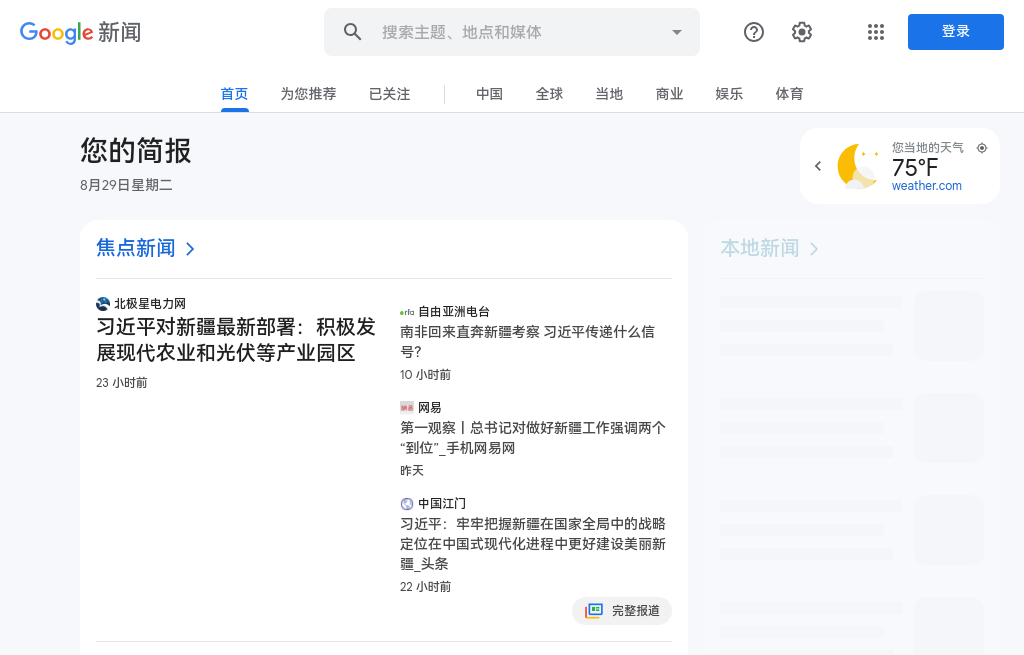 Google 新闻
搜索主题、地点和媒体
登录
首页
为您推荐
已关注
中国
全球
当地
商业
娱乐
体育
您的简报
8月29日星期二
您当地的天气
75°F
weather.com
焦点新闻
本地新闻
北极星电力网
习近平对新疆最新部署：积极发
展现代农业和光伏等产业园区
23 小时前
rfa 自由亚洲电台
南非回来直奔新疆考察 习近平传递什么信
号？
10 小时前
网易
第一观察丨总书记对做好新疆工作强调两个
“到位”_手机网易网
昨天
中国江门
习近平：牢牢把握新疆在国家全局中的战略
定位在中国式现代化进程中更好建设美丽新
疆_头条
22 小时前
完整报道